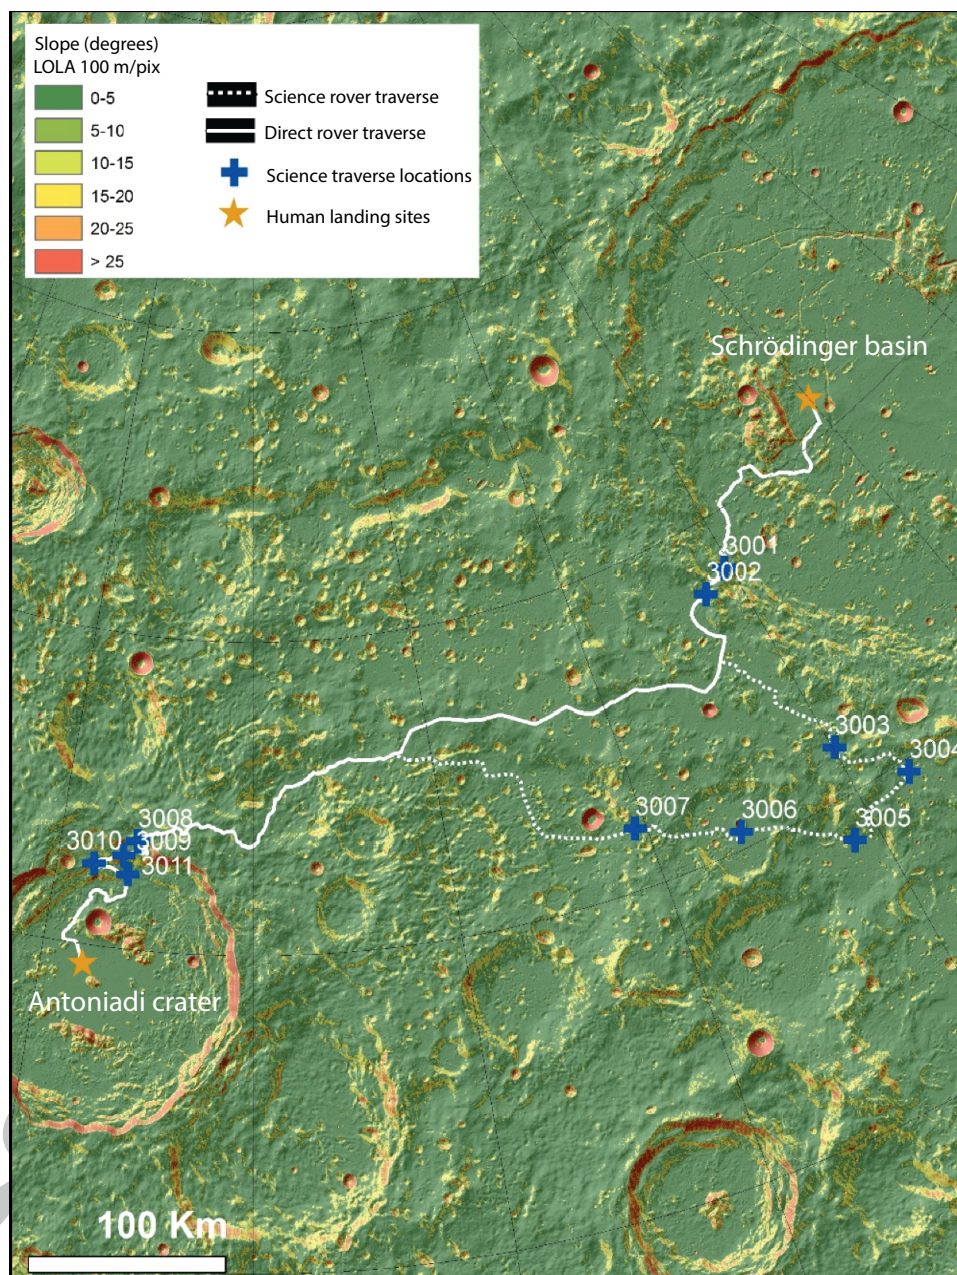 Slope (degrees)
LOLA 100 m/pix
0-5
5-10
10-15
15-20
20-25
> 25
Science rover traverse
Direct rover traverse
Science traverse locations
Human landing sites
Schrödinger basin
3001
3002
3003
3004
3005
3006
3007
3008
3009
3010
3011
Antoniadi crater
100 Km